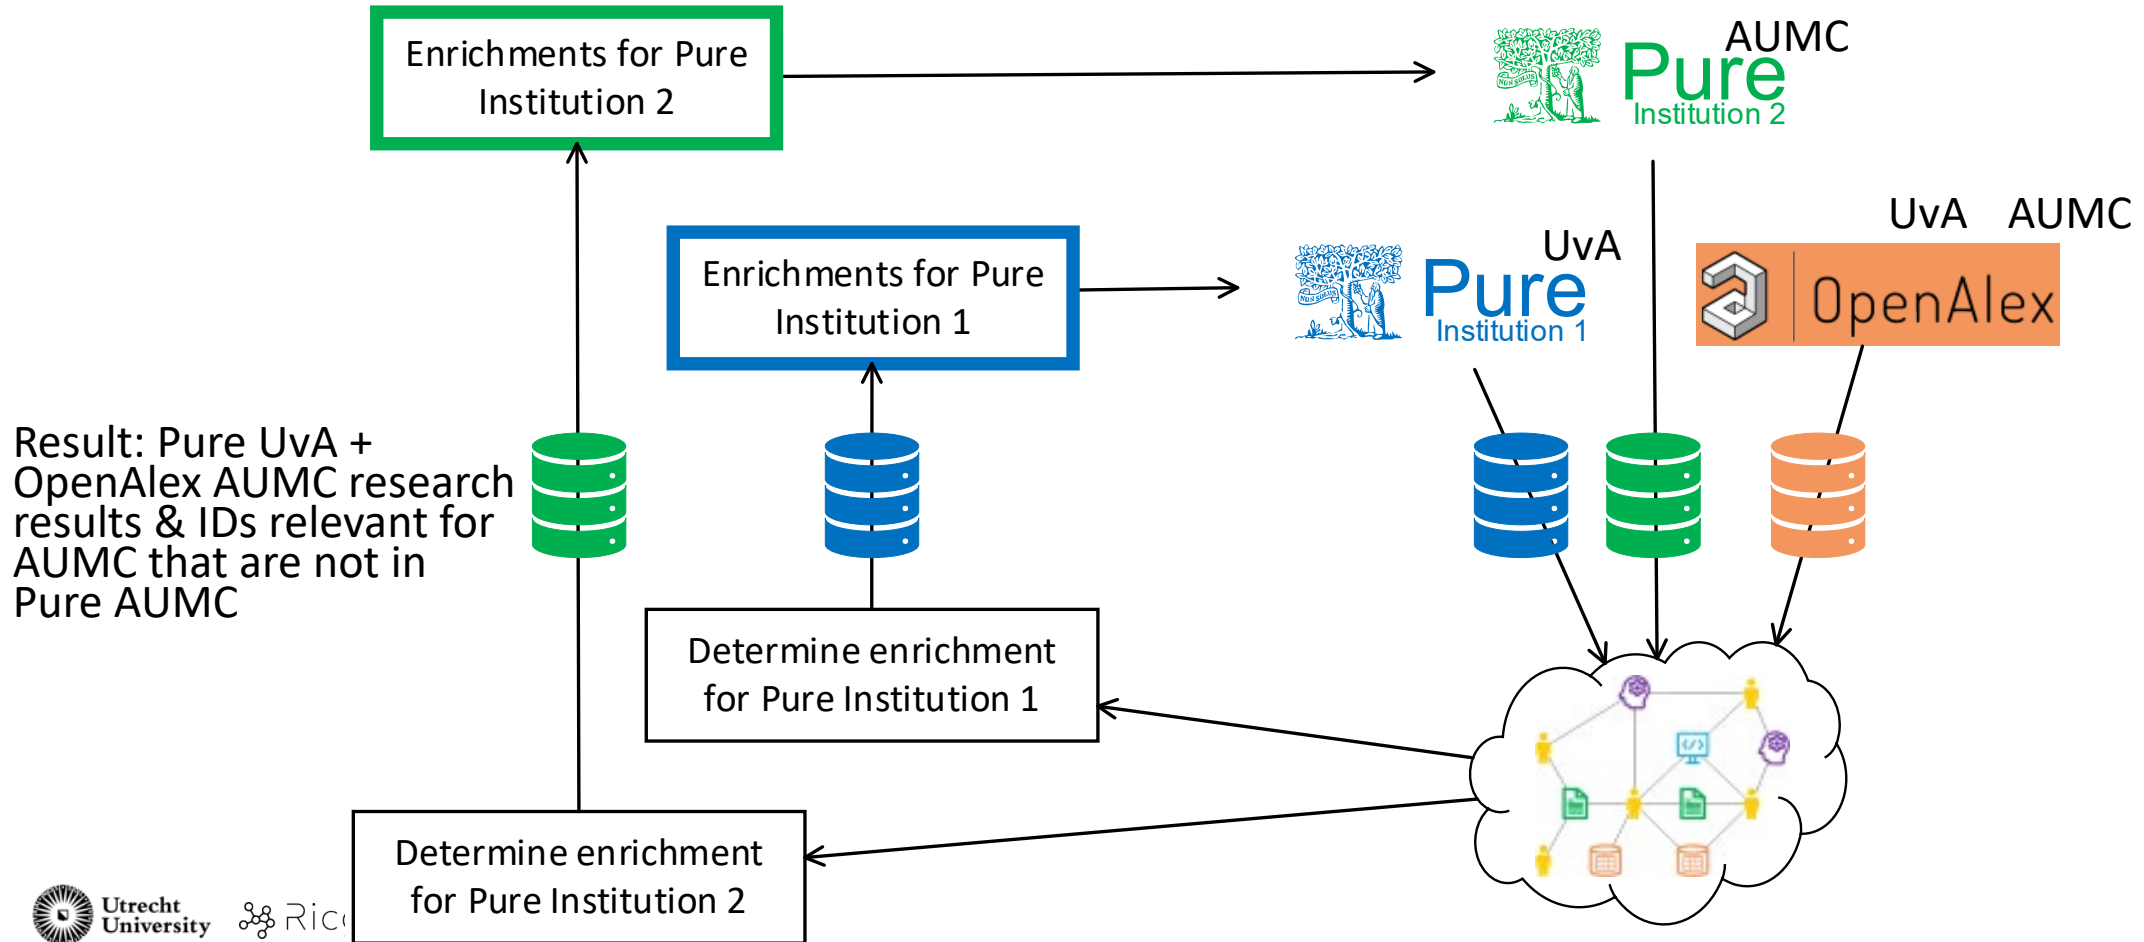 Enrichments for Pure
Institution 2
AUMC
Pure
Institution 2
UvA AUMC
OpenAlex
Enrichments for Pure
Institution 1
UvA
Pure
Institution 1
Result: Pure UvA +
OpenAlex AUMC research
results & IDs relevant for
AUMC that are not in
Pure AUMC
Determine enrichment
for Pure Institution 1
Determine enrichment
for Pure Institution 2
Utrecht
University